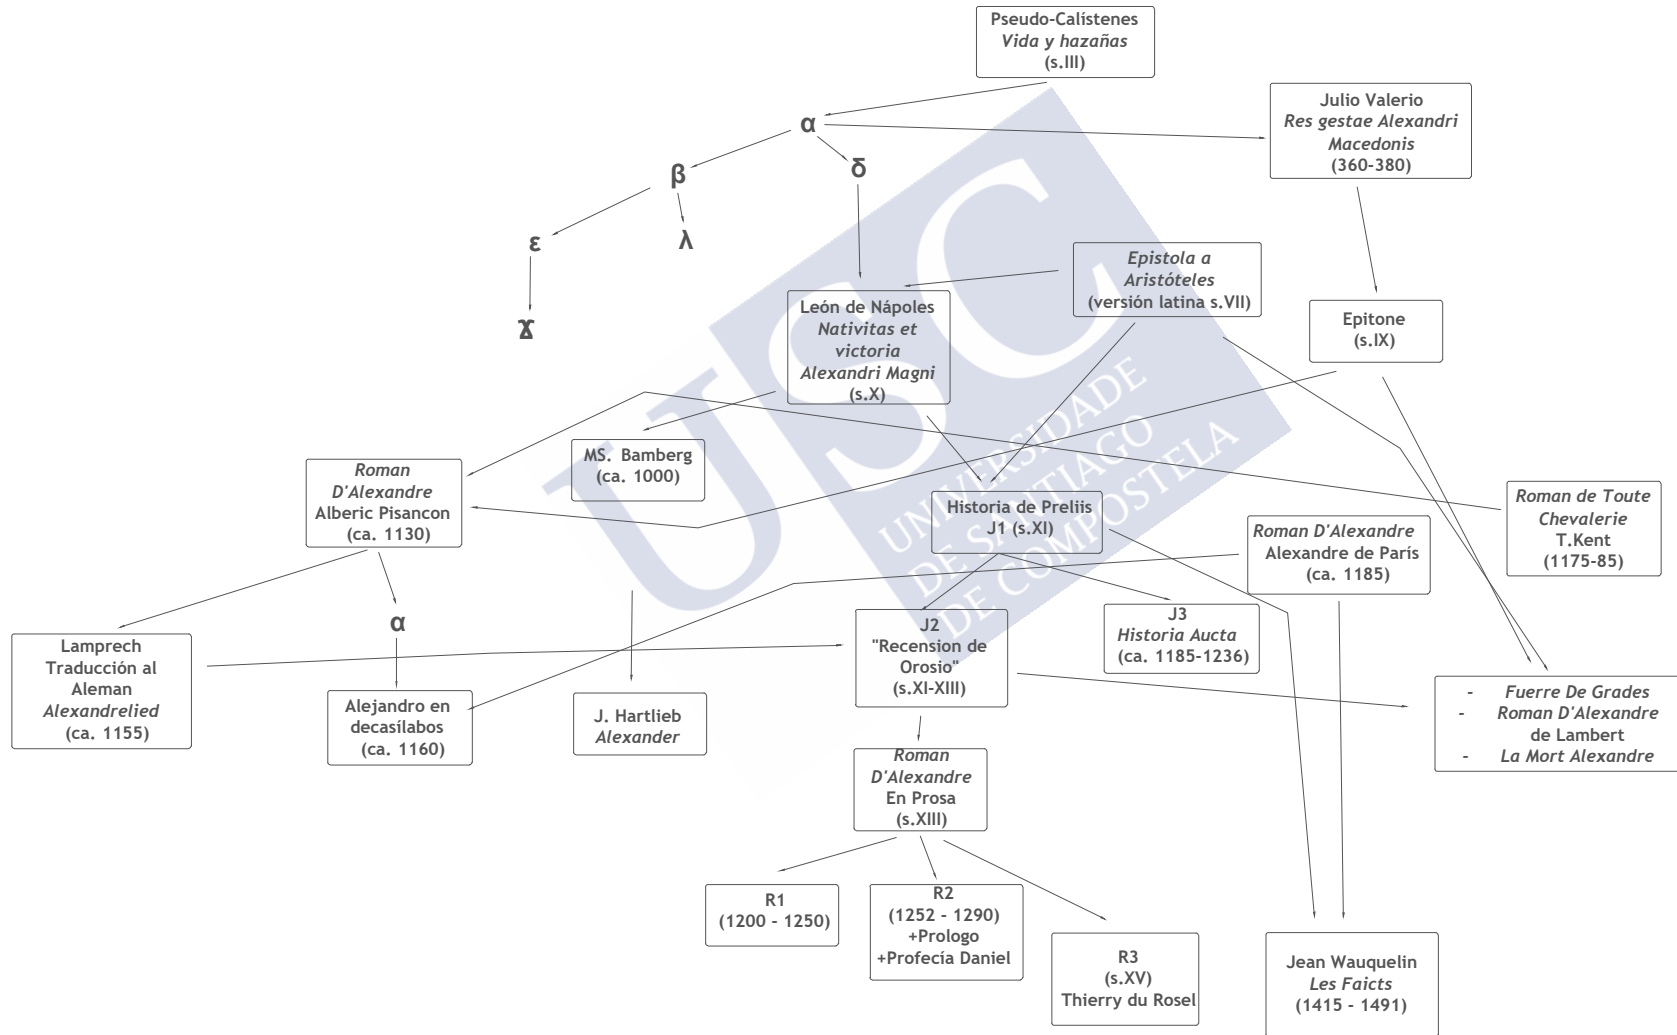 Pseudo-Calístenes
Vida y hazañas
(s.III)
Julio Valerio
Res gestae Alexandri
Macedonis
(360-380)
α
β
δ
ε
λ
Ɣ
Epistola a
Aristóteles
(versión latina s.VII)
León de Nápoles
Nativitas et
victoria
Alexandri Magni
(s.X)
Epitone
(s.IX)
MS. Bamberg
(ca. 1000)
Roman
D'Alexandre
Alberic Pisancon
(ca. 1130)
Historia de Preliis
J1 (s.XI)
Roman D'Alexandre
Alexandre de París
(ca. 1185)
Roman de Toute
Chevalerie
T.Kent
(1175-85)
α
Lamprech
Traducción al
Aleman
Alexandrelied
(ca. 1155)
Alejandro en
decasílabos
(ca. 1160)
J. Hartlieb
Alexander
J2
"Recension de
Orosio"
(s.XI-XIII)
J3
Historia Aucta
(ca. 1185-1236)
- Fuerre De Grades
- Roman D'Alexandre
de Lambert
- La Mort Alexandre
Roman
D'Alexandre
En Prosa
(s.XIII)
R1
(1200 - 1250)
R2
(1252 - 1290)
+Prologo
+Profecía Daniel
R3
(s.XV)
Thierry du Rosel
Jean Wauquelin
Les Faicts
(1415 - 1491)
USC
UNIVERSIDADE
DE SANTIAGO
DE COMPOSTELA